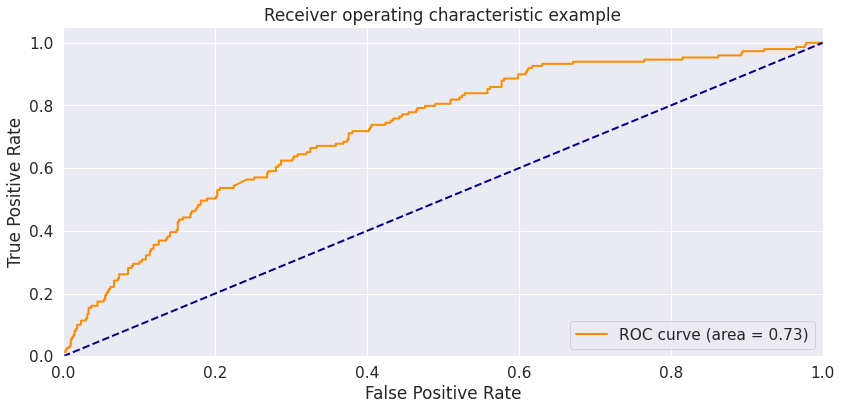 Receiver operating characteristic example
True Positive Rate
1.0
0.8
0.6
0.4
0.2
0.0
ROC curve (area = 0.73)
0.0 0.2 0.4 0.6 0.8 1.0
False Positive Rate